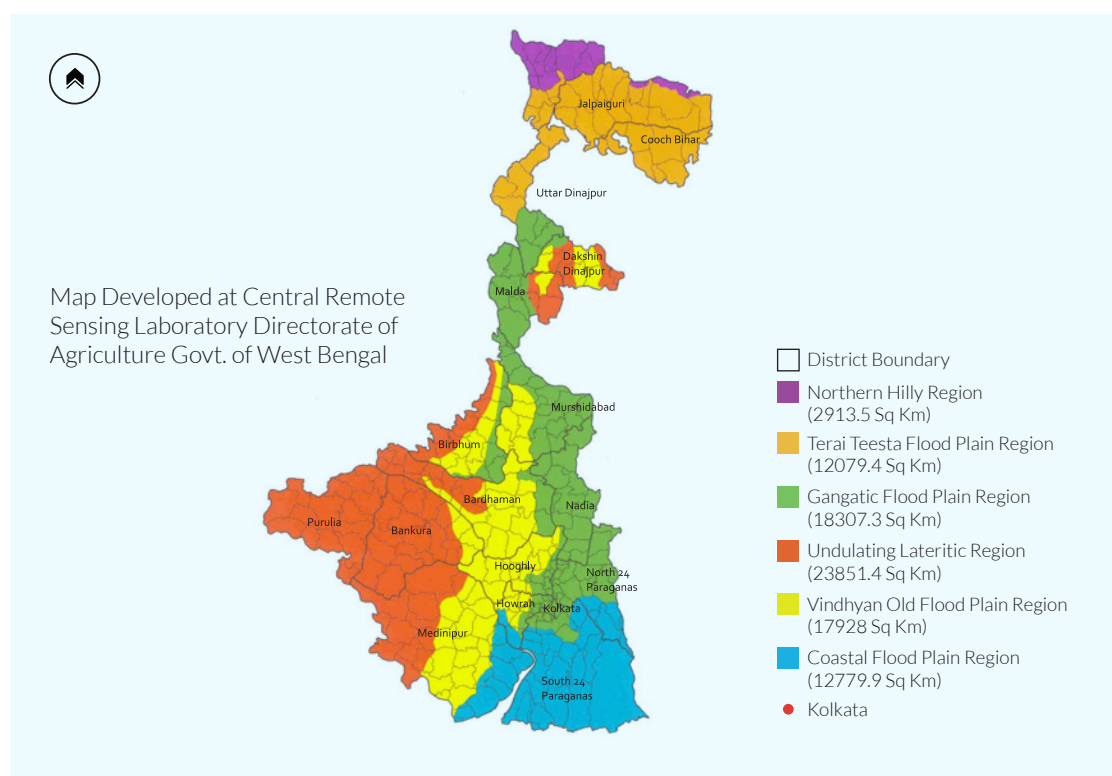 Jalpaiguri
Cooch Bihar
Uttar Dinajpur
Dakshin
Dinajpur
Malda
Map Developed at Central Remote
Sensing Laboratory Directorate of
Agriculture Govt. of West Bengal
Murshidabad
Birbhum
Bardhaman
Nadia
Purulia
Bankura
Hooghly
North 24
Paraganas
Howrah
Kolkata
Medinipur
South 24
Paraganas
District Boundary
Northern Hilly Region
(2913.5 Sq Km)
Terai Teesta Flood Plain Region
(12079.4 Sq Km)
Gangatic Flood Plain Region
(18307.3 Sq Km)
Undulating Lateritic Region
(23851.4 Sq Km)
Vindhyan Old Flood Plain Region
(17928 Sq Km)
Coastal Flood Plain Region
(12779.9 Sq Km)
Kolkata